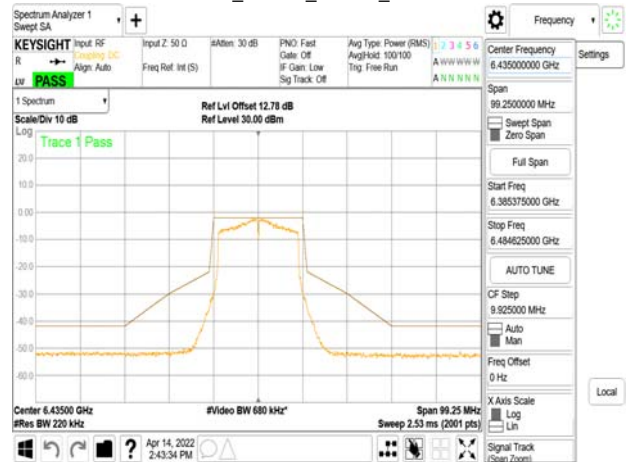 Spectrum Analyzer 1
Swept SA
+
Frequency
KEYSIGHT
Input: RF
Coupling: DC
Align: Auto
Input Z: 50 Ω
Freq Ref: Int (S)
#Atten: 30 dB
PNO: Fast
Gate: Off
IF Gain: Low
Sig Track: Off
Avg Type: Power (RMS)
Avg|Hold: 100/100
Trig: Free Run
1 2 3 4 5 6
A W W W W W
A N N N N N
R
PASS
1 Spectrum
Scale/Div 10 dB
Ref Lvl Offset 12.78 dB
Ref Level 30.00 dBm
Log
Trace 1 Pass
20.0
10.0
0.00
-10.0
-20.0
-30.0
-40.0
-50.0
-60.0
Center 6.43500 GHz
#Res BW 220 kHz
#Video BW 680 kHz*
Span 99.25 MHz
Sweep 2.53 ms (2001 pts)
Apr 14, 2022
2:43:34 PM
?
Center Frequency
6.435000000 GHz
Settings
Span
99.2500000 MHz
Swept Span
Zero Span
Full Span
Start Freq
6.385375000 GHz
Stop Freq
6.484625000 GHz
AUTO TUNE
CF Step
9.925000 MHz
Auto
Man
Freq Offset
0 Hz
X Axis Scale
Log
Lin
Local
Signal Track
(Span Zoom)